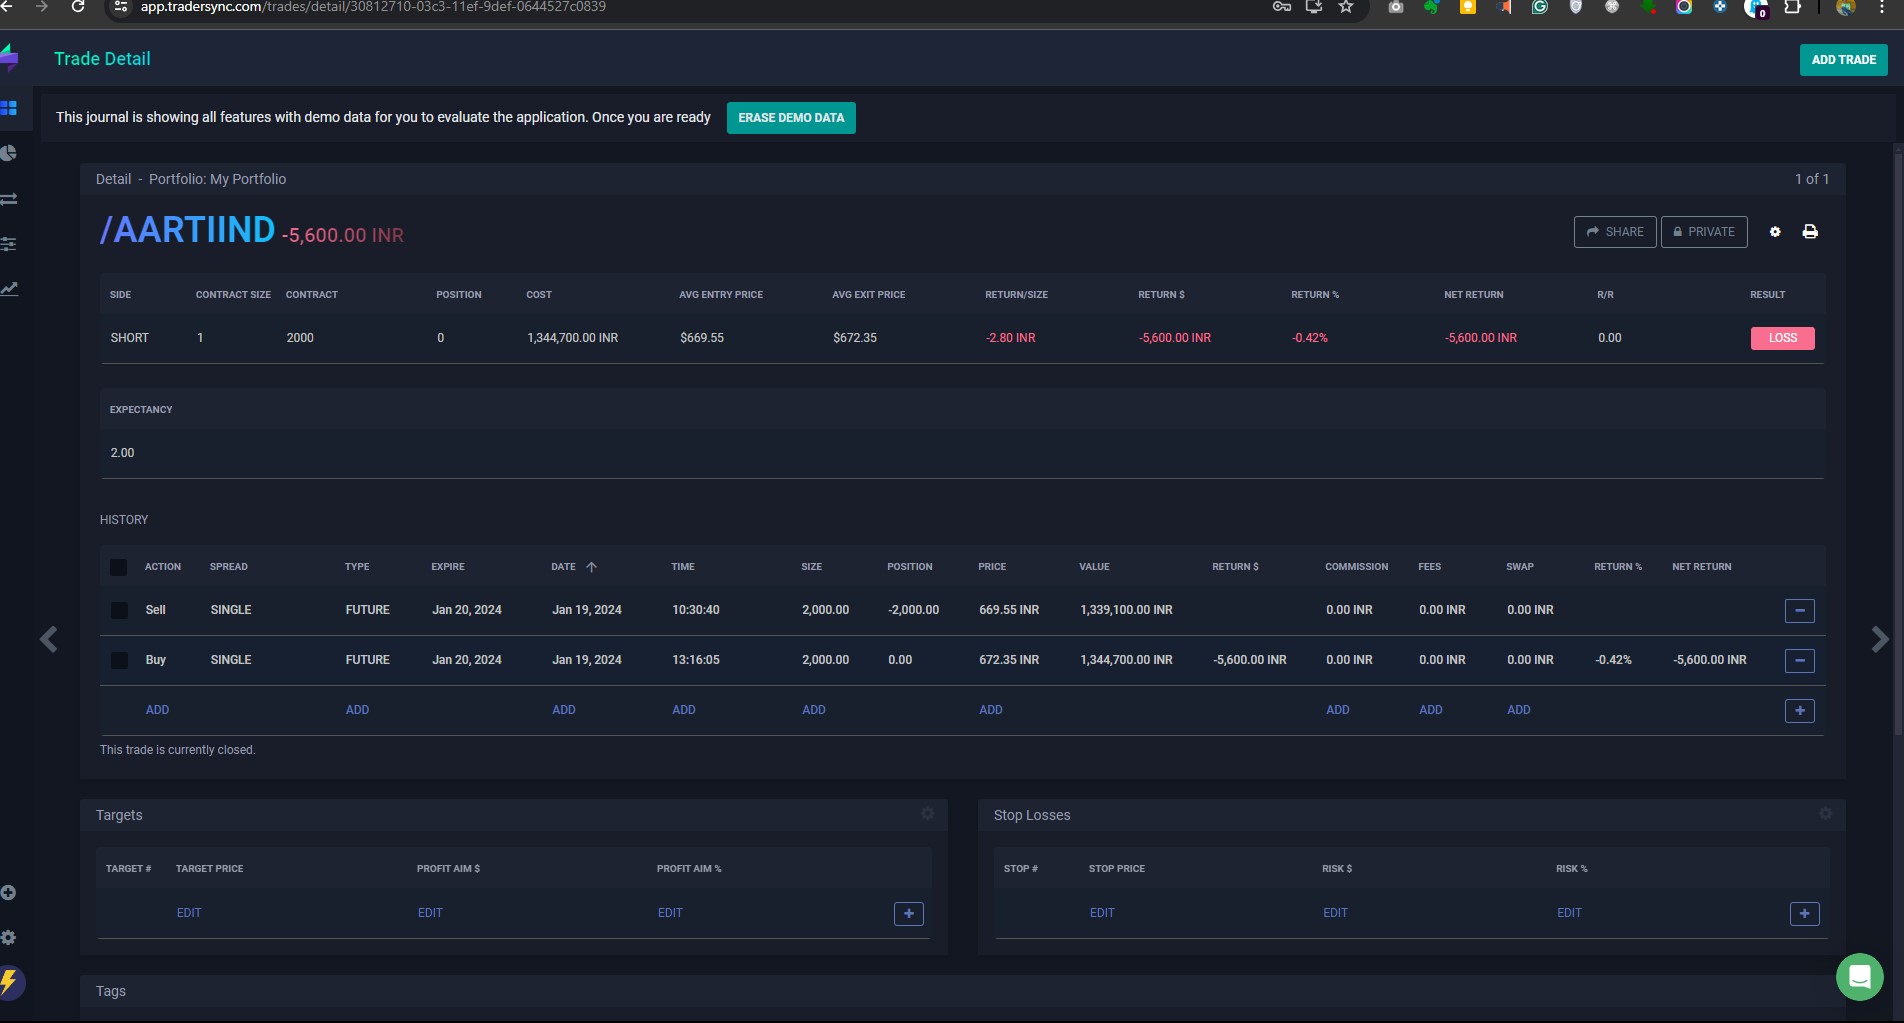 app.tradersync.com/trades/detail/30812710-03c3-11ef-9def-0644527c0839
0
Trade Detail
ADD TRADE
This journal is showing all features with demo data for you to evaluate the application. Once you are ready ERASE DEMO DATA
Detail - Portfolio: My Portfolio 1 of 1
/AARTIIND -5,600.00 INR SHARE PRIVATE
SIDE CONTRACT SIZE CONTRACT POSITION COST AVG ENTRY PRICE AVG EXIT PRICE RETURN/SIZE RETURN $ RETURN % NET RETURN R/R RESULT
SHORT 1 2000 0 1,344,700.00 INR $669.55 $672.35 -2.80 INR -5,600.00 INR -0.42% -5,600.00 INR 0.00 LOSS
EXPECTANCY
2.00
HISTORY
ACTION SPREAD TYPE EXPIRE DATE TIME SIZE POSITION PRICE VALUE RETURN $ COMMISSION FEES SWAP RETURN % NET RETURN
Sell SINGLE FUTURE Jan 20, 2024 Jan 19, 2024 10:30:40 2,000.00 -2,000.00 669.55 INR 1,339,100.00 INR 0.00 INR 0.00 INR 0.00 INR
Buy SINGLE FUTURE Jan 20, 2024 Jan 19, 2024 13:16:05 2,000.00 0.00 672.35 INR 1,344,700.00 INR -5,600.00 INR 0.00 INR 0.00 INR 0.00 INR -0.42% -5,600.00 INR
ADD ADD ADD ADD ADD ADD ADD ADD ADD
This trade is currently closed.
Targets
TARGET # TARGET PRICE PROFIT AIM $ PROFIT AIM %
EDIT EDIT EDIT
Stop Losses
STOP # STOP PRICE RISK $ RISK %
EDIT EDIT EDIT
Tags